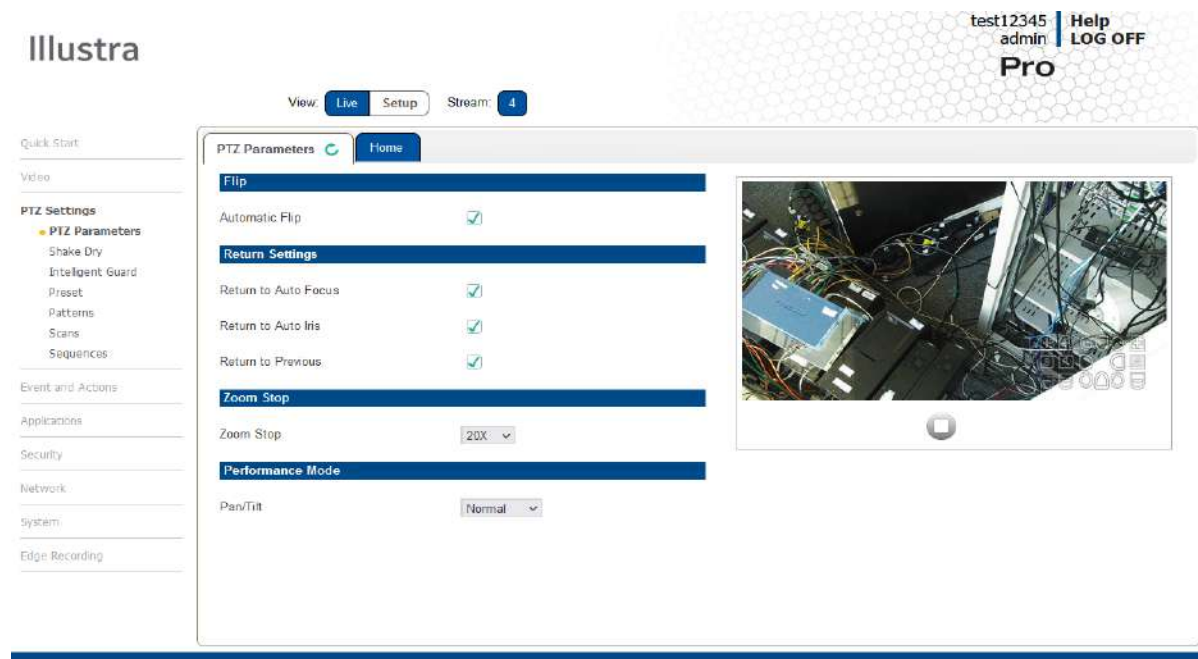 Illustra
test12345
admin
Help
LOG OFF
Pro
View: Live Setup Stream: 4
Quick Start
Video
PTZ Settings
PTZ Parameters
Shake Dry
Intelligent Guard
Preset
Patterns
Scans
Sequences
Event and Actions
Applications
Security
Network
System
Edge Recording
PTZ Parameters
Home
Flip
Automatic Flip
Return Settings
Return to Auto Focus
Return to Auto Iris
Return to Previous
Zoom Stop
Zoom Stop 20X
Performance Mode
Pan/Tilt Normal